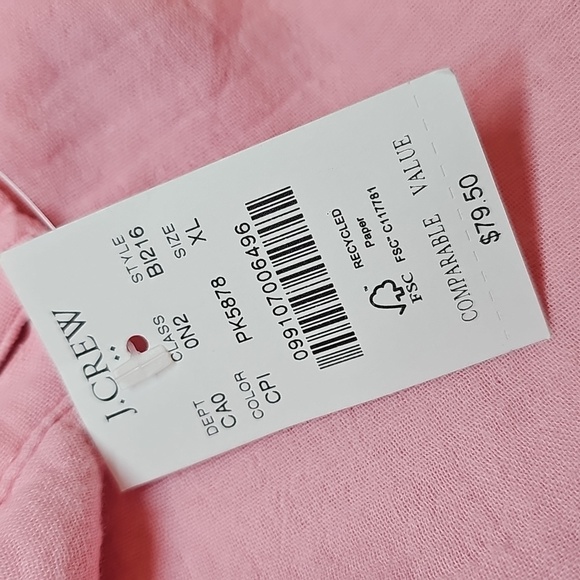 J.CREW
DEPT CLASS STYLE
CA0 0N2 BI216
COLOR SIZE
CPI PK5878 XL
099107006496
FSC
RECYCLED
Paper
FSC™ C117781
COMPARABLE VALUE
$79.50